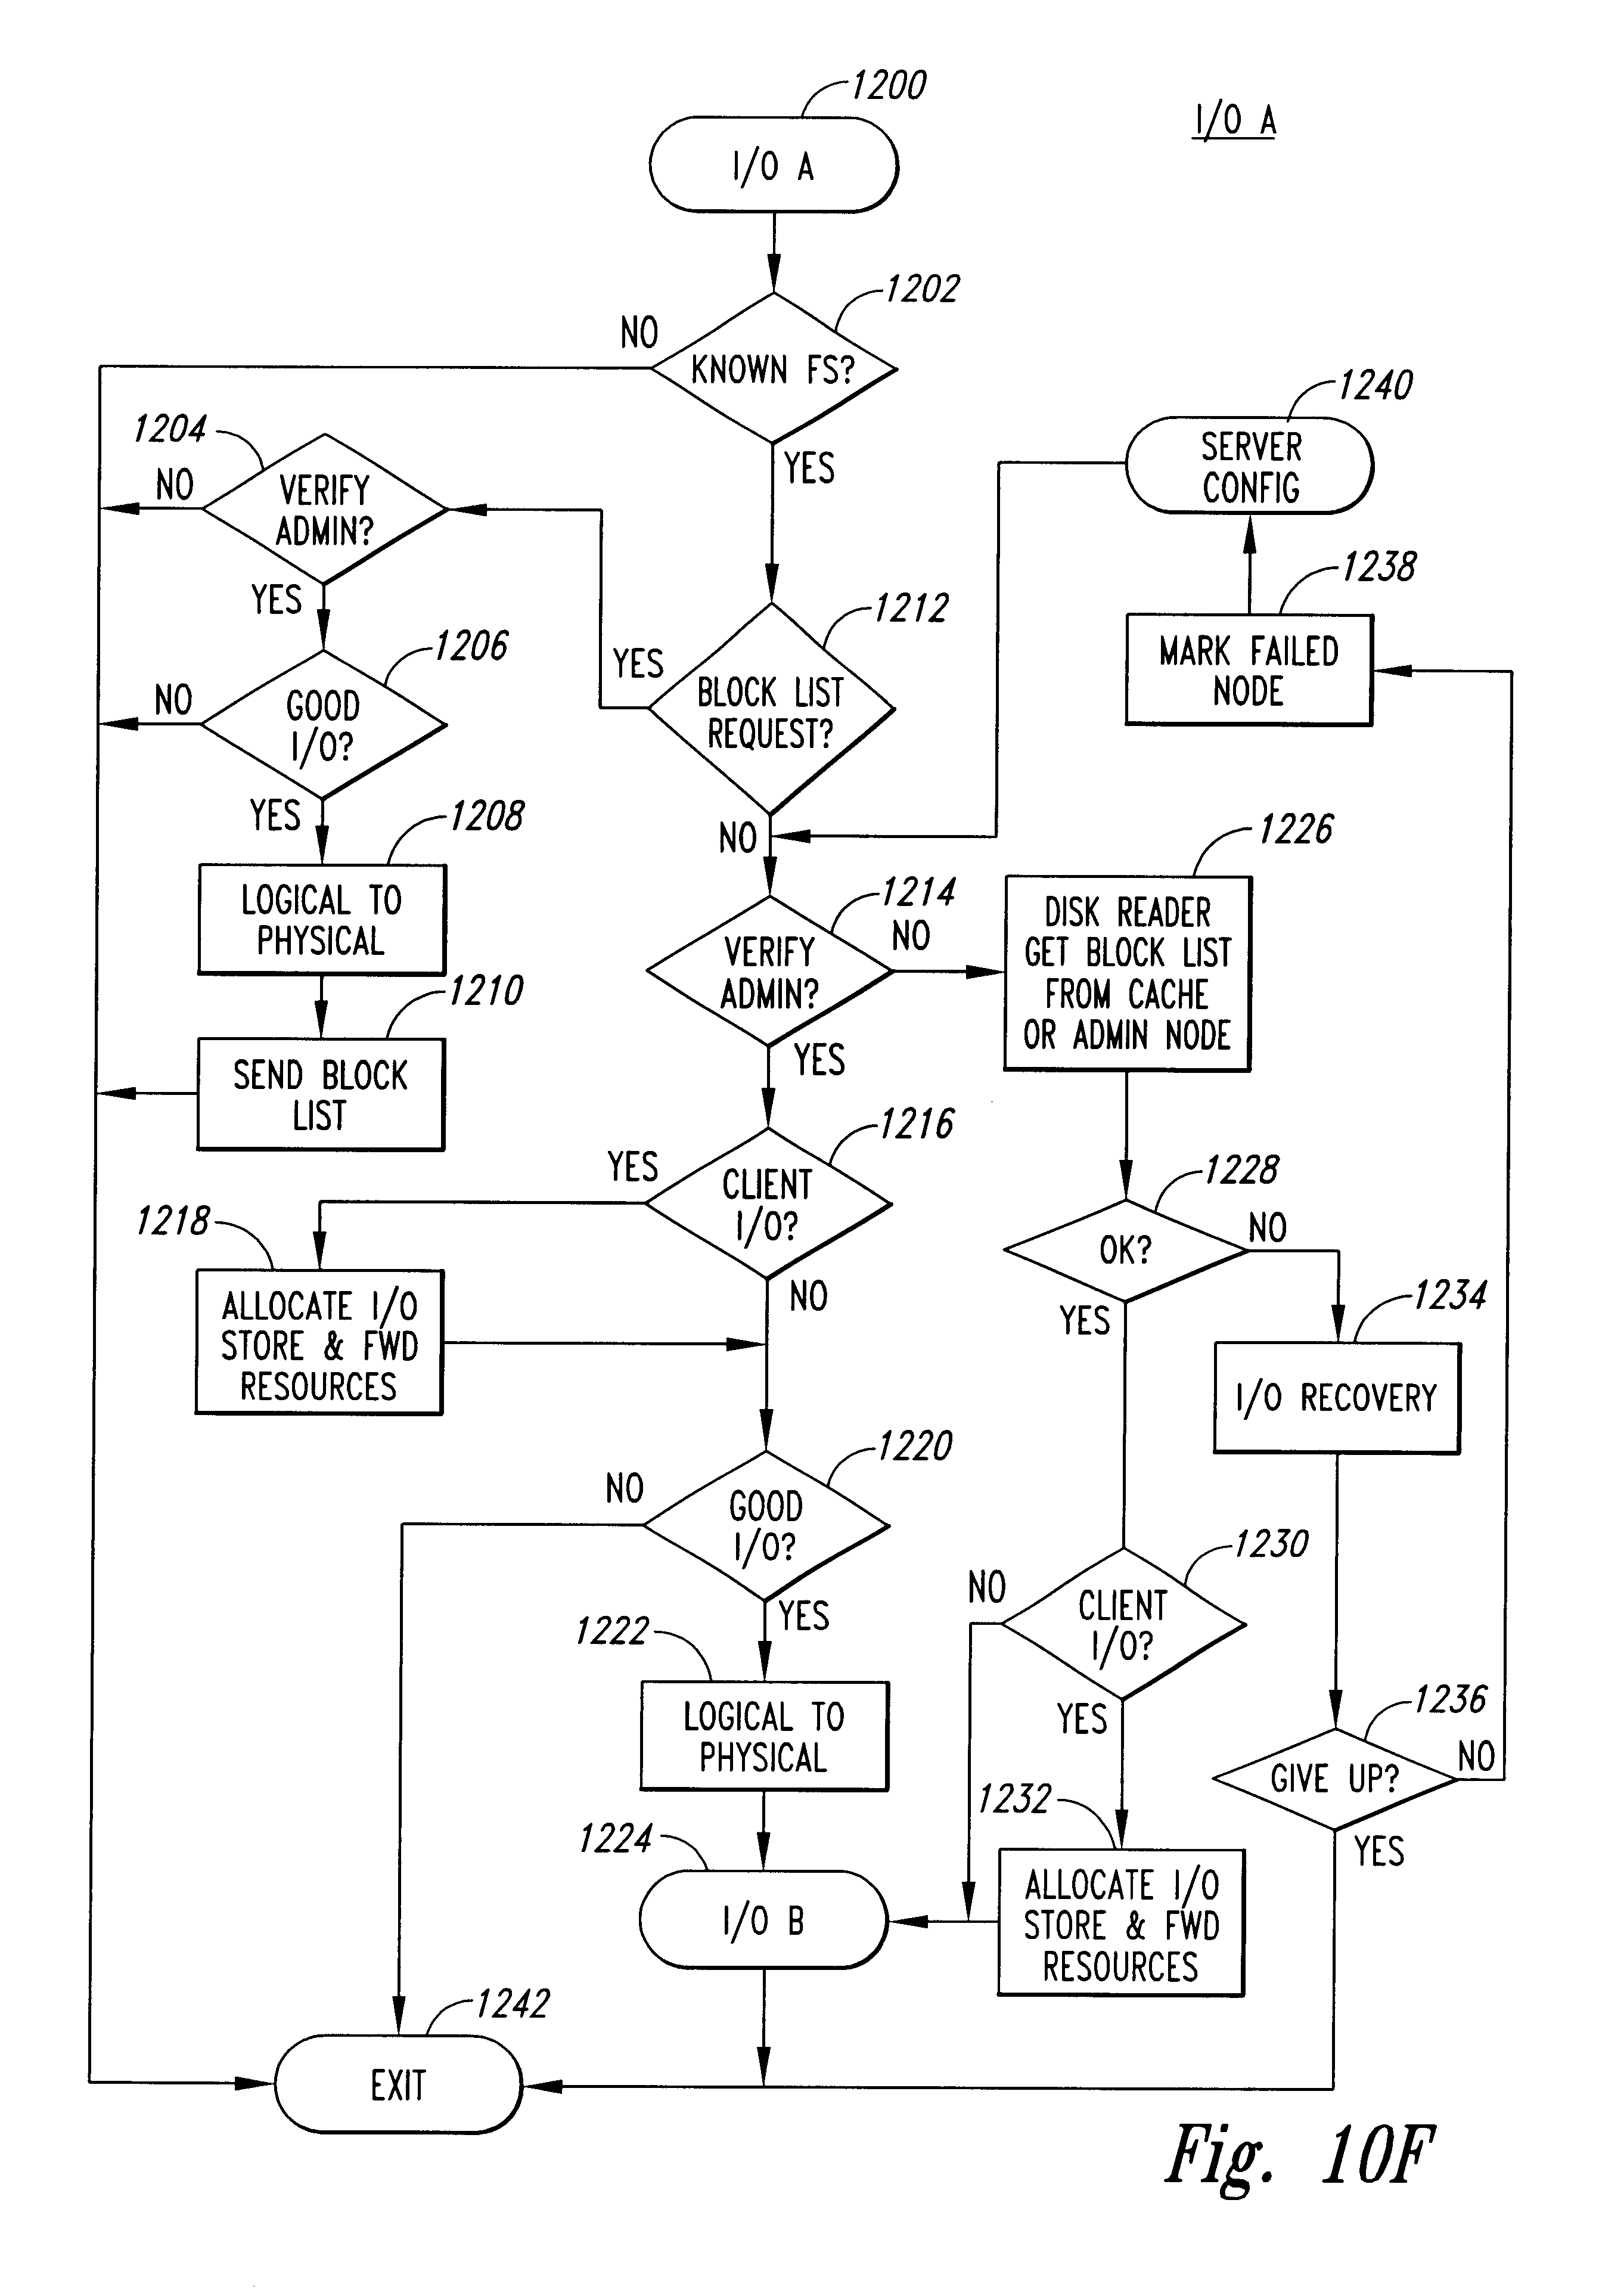 1200
I/O A
I/O A
1202
NO
KNOWN FS?
YES
1204
NO
VERIFY
ADMIN?
YES
1240
SERVER
CONFIG
1238
MARK FAILED
NODE
1206
NO
GOOD
I/O?
YES
1212
YES
BLOCK LIST
REQUEST?
NO
1208
LOGICAL TO
PHYSICAL
1210
SEND BLOCK
LIST
1214
NO
VERIFY
ADMIN?
YES
1226
DISK READER
GET BLOCK LIST
FROM CACHE
OR ADMIN NODE
1216
YES
CLIENT
I/O?
NO
1218
ALLOCATE I/O
STORE & FWD
RESOURCES
1228
NO
OK?
YES
1234
I/O RECOVERY
1220
NO
GOOD
I/O?
YES
1230
NO
CLIENT
I/O?
YES
1222
LOGICAL TO
PHYSICAL
1236
NO
GIVE UP?
YES
1224
I/O B
1232
ALLOCATE I/O
STORE & FWD
RESOURCES
1242
EXIT
Fig. 10F